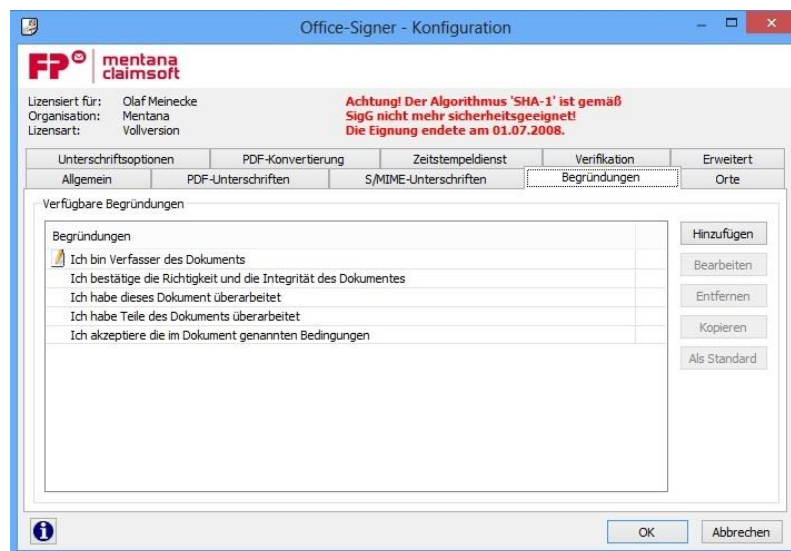 Office-Signer - Konfiguration
FP mentana
claimsoft
Lizensiert für: Olaf Meinecke
Organisation: Mentana
Lizensart: Vollversion
Achtung! Der Algorithmus 'SHA-1' ist gemäß
SigG nicht mehr sicherheitsgeeignet!
Die Eignung endete am 01.07.2008.
Unterschriftsoptionen PDF-Konvertierung Zeitstempeldienst Verifikation Erweitert
Allgemein PDF-Unterschriften S/MIME-Unterschriften Begründungen Orte
Verfügbare Begründungen
Begründungen
Ich bin Verfasser des Dokuments
Ich bestätige die Richtigkeit und die Integrität des Dokumentes
Ich habe dieses Dokument überarbeitet
Ich habe Teile des Dokuments überarbeitet
Ich akzeptiere die im Dokument genannten Bedingungen
Hinzufügen
Bearbeiten
Entfernen
Kopieren
Als Standard
OK Abbrechen